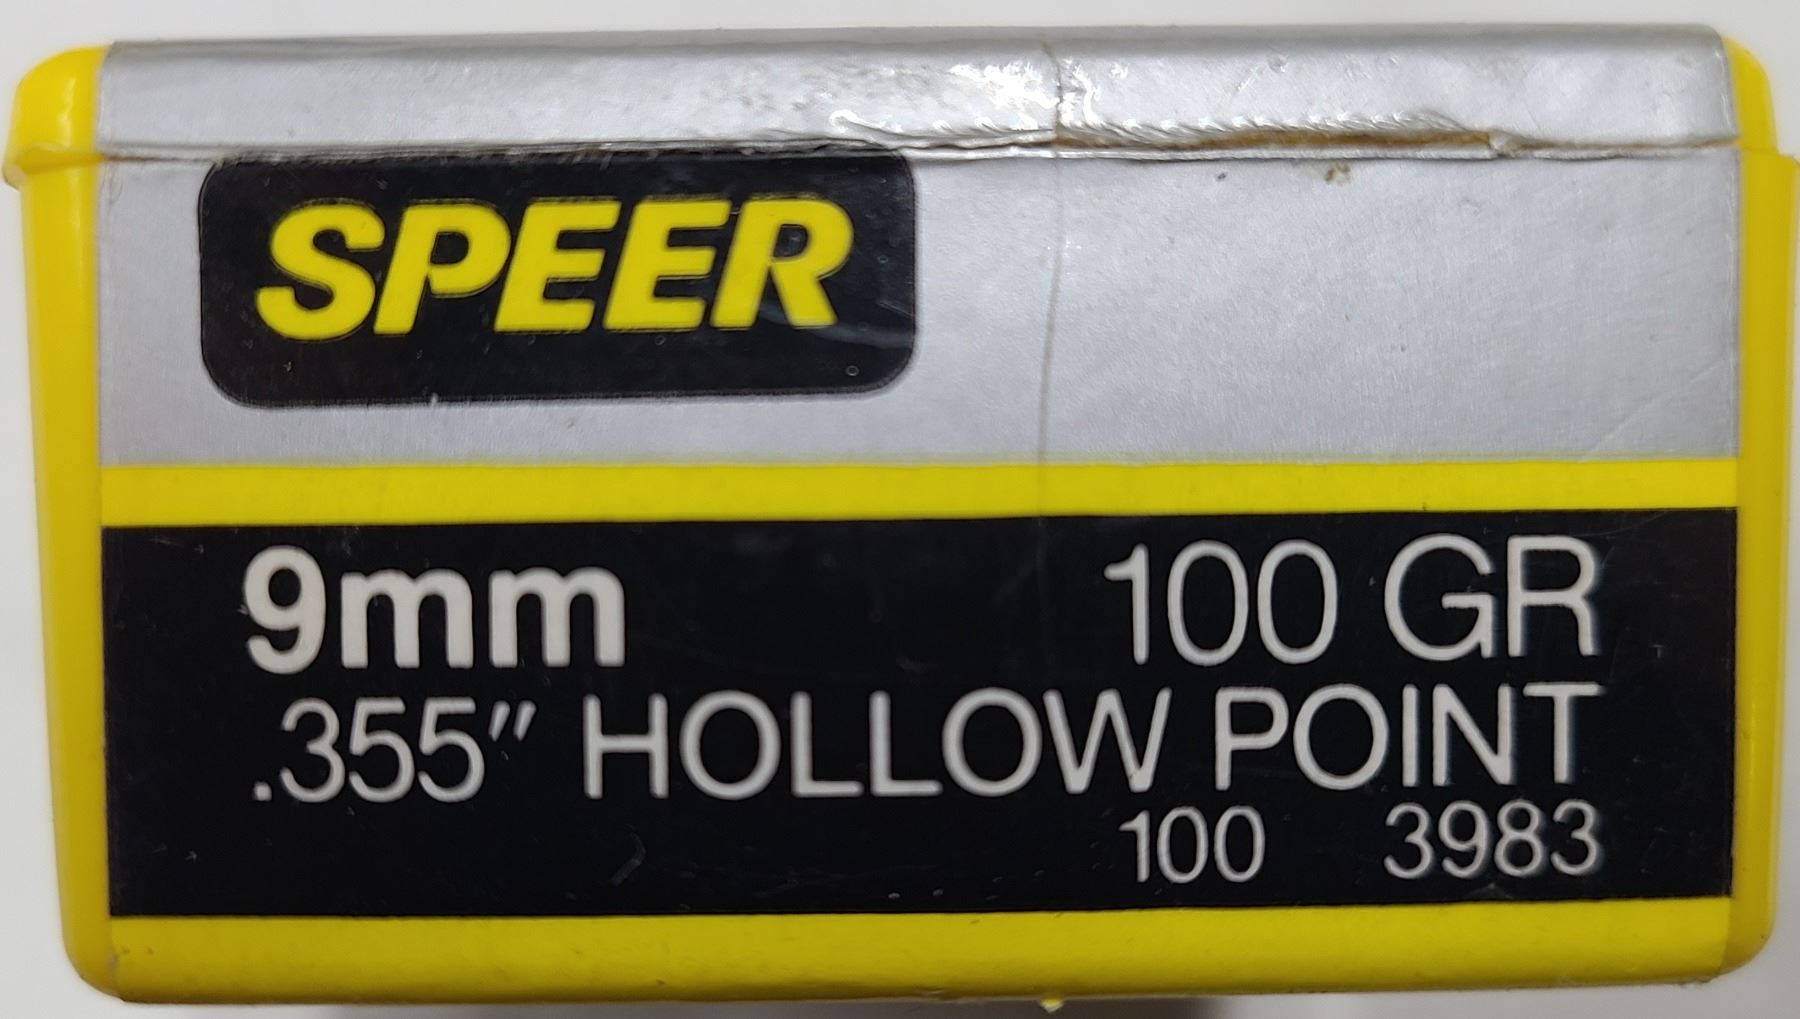 SPEER
9mm 100 GR
.355" HOLLOW POINT
100 3983